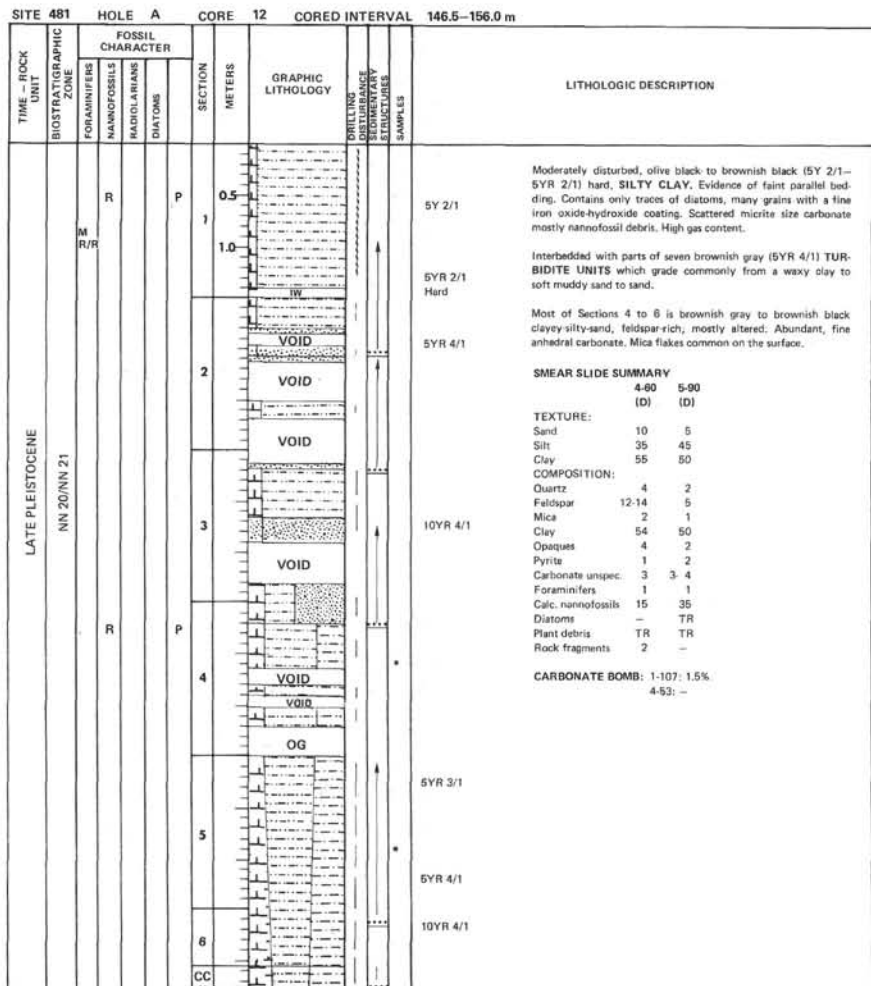 SITE 481 HOLE A CORE 12 CORED INTERVAL 146.5–156.0 m
TIME – ROCK UNIT
BIOSTRATIGRAPHIC ZONE
FOSSIL CHARACTER
FORAMINIFERS
NANNOFOSSILS
RADIOLARIANS
DIATOMS
SECTION
METERS
GRAPHIC LITHOLOGY
DRILLING DISTURBANCE
SEDIMENTARY STRUCTURES
SAMPLES
LITHOLOGIC DESCRIPTION
LATE PLEISTOCENE
NN 20/NN 21
M
R/R
R
P
R
P
1
0.5
1.0
IW
2
VOID
VOID
VOID
3
VOID
4
VOID
VOID
OG
5
6
CC
5Y 2/1
5YR 2/1
Hard
5YR 4/1
10YR 4/1
5YR 3/1
5YR 4/1
10YR 4/1
Moderately disturbed, olive black to brownish black (5Y 2/1–
5YR 2/1) hard, SILTY CLAY. Evidence of faint parallel bed-
ding. Contains only traces of diatoms, many grains with a fine
iron oxide-hydroxide coating. Scattered micrite size carbonate
mostly nannofossil debris. High gas content.
Interbedded with parts of seven brownish gray (5YR 4/1) TUR-
BIDITE UNITS which grade commonly from a waxy clay to
soft muddy sand to sand.
Most of Sections 4 to 6 is brownish gray to brownish black
clayey-silty-sand, feldspar-rich, mostly altered. Abundant, fine
anhedral carbonate. Mica flakes common on the surface.
SMEAR SLIDE SUMMARY
4-60 5-90
(D) (D)
TEXTURE:
Sand 10 5
Silt 35 45
Clay 55 50
COMPOSITION:
Quartz 4 2
Feldspar 12-14 5
Mica 2 1
Clay 54 50
Opaques 4 2
Pyrite 1 2
Carbonate unspec. 3 3- 4
Foraminifers 1 1
Calc. nannofossils 15 35
Diatoms – TR
Plant debris TR TR
Rock fragments 2 –
CARBONATE BOMB: 1-107: 1.5%
4-53: –